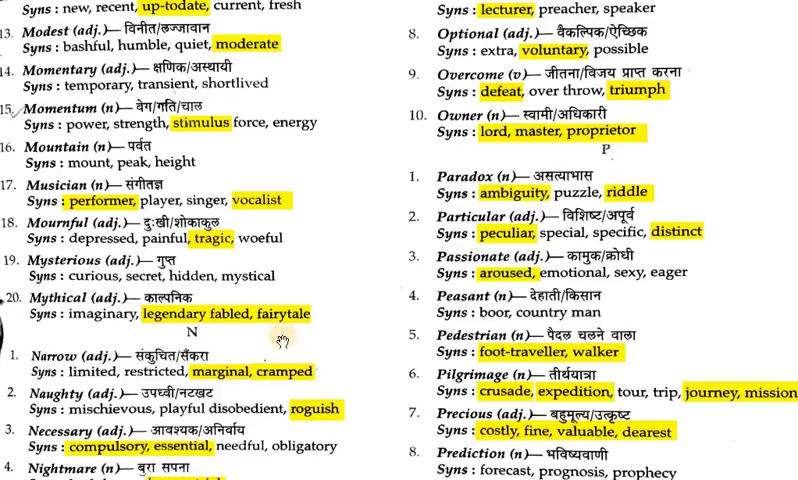 Syns : new, recent, up-todate, current, fresh
13. Modest (adj.)— विनीत/लज्जावान
Syns : bashful, humble, quiet, moderate
14. Momentary (adj.)— क्षणिक/अस्थायी
Syns : temporary, transient, shortlived
15. Momentum (n)— वेग/गति/चाल
Syns : power, strength, stimulus force, energy
16. Mountain (n)— पर्वत
Syns : mount, peak, height
17. Musician (n)— संगीतज्ञ
Syns : performer, player, singer, vocalist
18. Mournful (adj.)— दुःखी/शोकाकुल
Syns : depressed, painful, tragic, woeful
19. Mysterious (adj.)— गुप्त
Syns : curious, secret, hidden, mystical
20. Mythical (adj.)— काल्पनिक
Syns : imaginary, legendary fabled, fairytale
N
1. Narrow (adj.)— संकुचित/सँकरा
Syns : limited, restricted, marginal, cramped
2. Naughty (adj.)— उपध्वी/नटखट
Syns : mischievous, playful disobedient, roguish
3. Necessary (adj.)— आवश्यक/अनिर्वाय
Syns : compulsory, essential, needful, obligatory
4. Nightmare (n)— बुरा सपना
Syns : lecturer, preacher, speaker
8. Optional (adj.)— वैकल्पिक/ऐच्छिक
Syns : extra, voluntary, possible
9. Overcome (v)— जीतना/विजय प्राप्त करना
Syns : defeat, over throw, triumph
10. Owner (n)— स्वामी/अधिकारी
Syns : lord, master, proprietor
P
1. Paradox (n)— असत्याभास
Syns : ambiguity, puzzle, riddle
2. Particular (adj.)— विशिष्ट/अपूर्व
Syns : peculiar, special, specific, distinct
3. Passionate (adj.)— कामुक/क्रोधी
Syns : aroused, emotional, sexy, eager
4. Peasant (n)— देहाती/किसान
Syns : boor, country man
5. Pedestrian (n)— पैदल चलने वाला
Syns : foot-traveller, walker
6. Pilgrimage (n)— तीर्थयात्रा
Syns : crusade, expedition, tour, trip, journey, mission
7. Precious (adj.)— बहुमूल्य/उत्कृष्ट
Syns : costly, fine, valuable, dearest
8. Prediction (n)— भविष्यवाणी
Syns : forecast, prognosis, prophecy